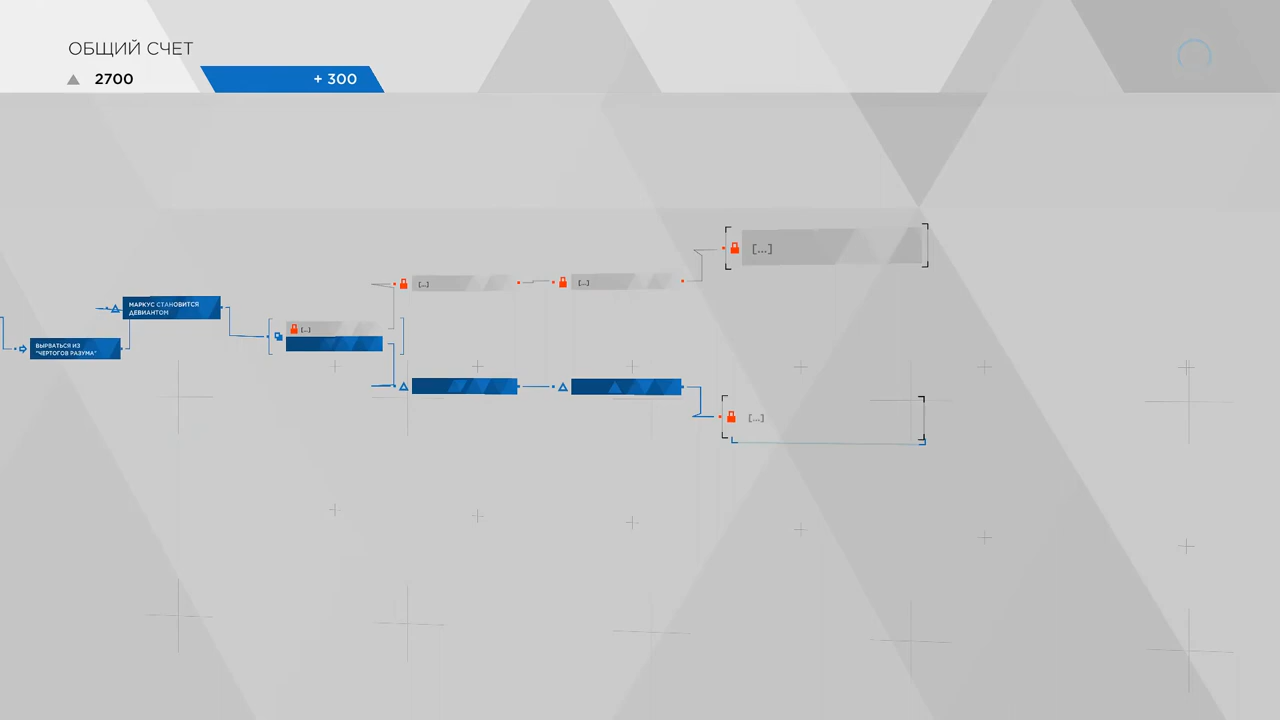 ОБЩИЙ СЧЕТ
2700
+ 300
[...]
[...]
[...]
МАРКУС СТАНОВИТСЯ
ДЕВИАНТОМ
[...]
ВЫРВАТЬСЯ ИЗ
"ЧЕРТОГОВ РАЗУМА"
[...]